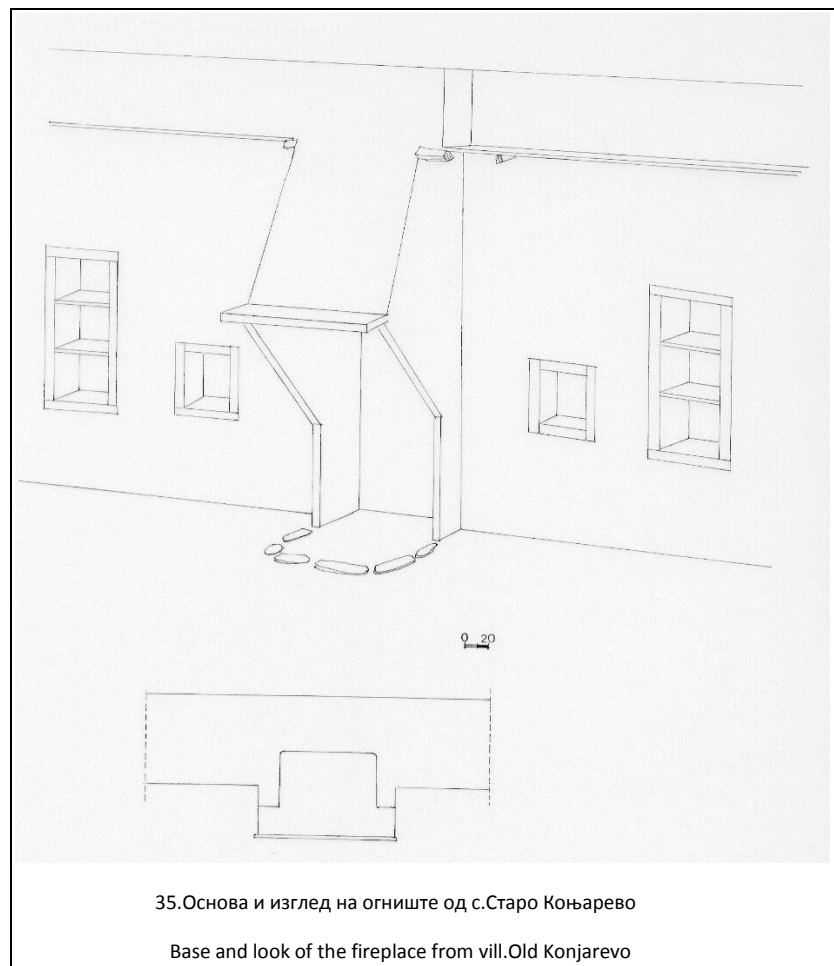 0 20
35.Основа и изглед на огниште од с.Старо Коњарево
Base and look of the fireplace from vill.Old Konjarevo